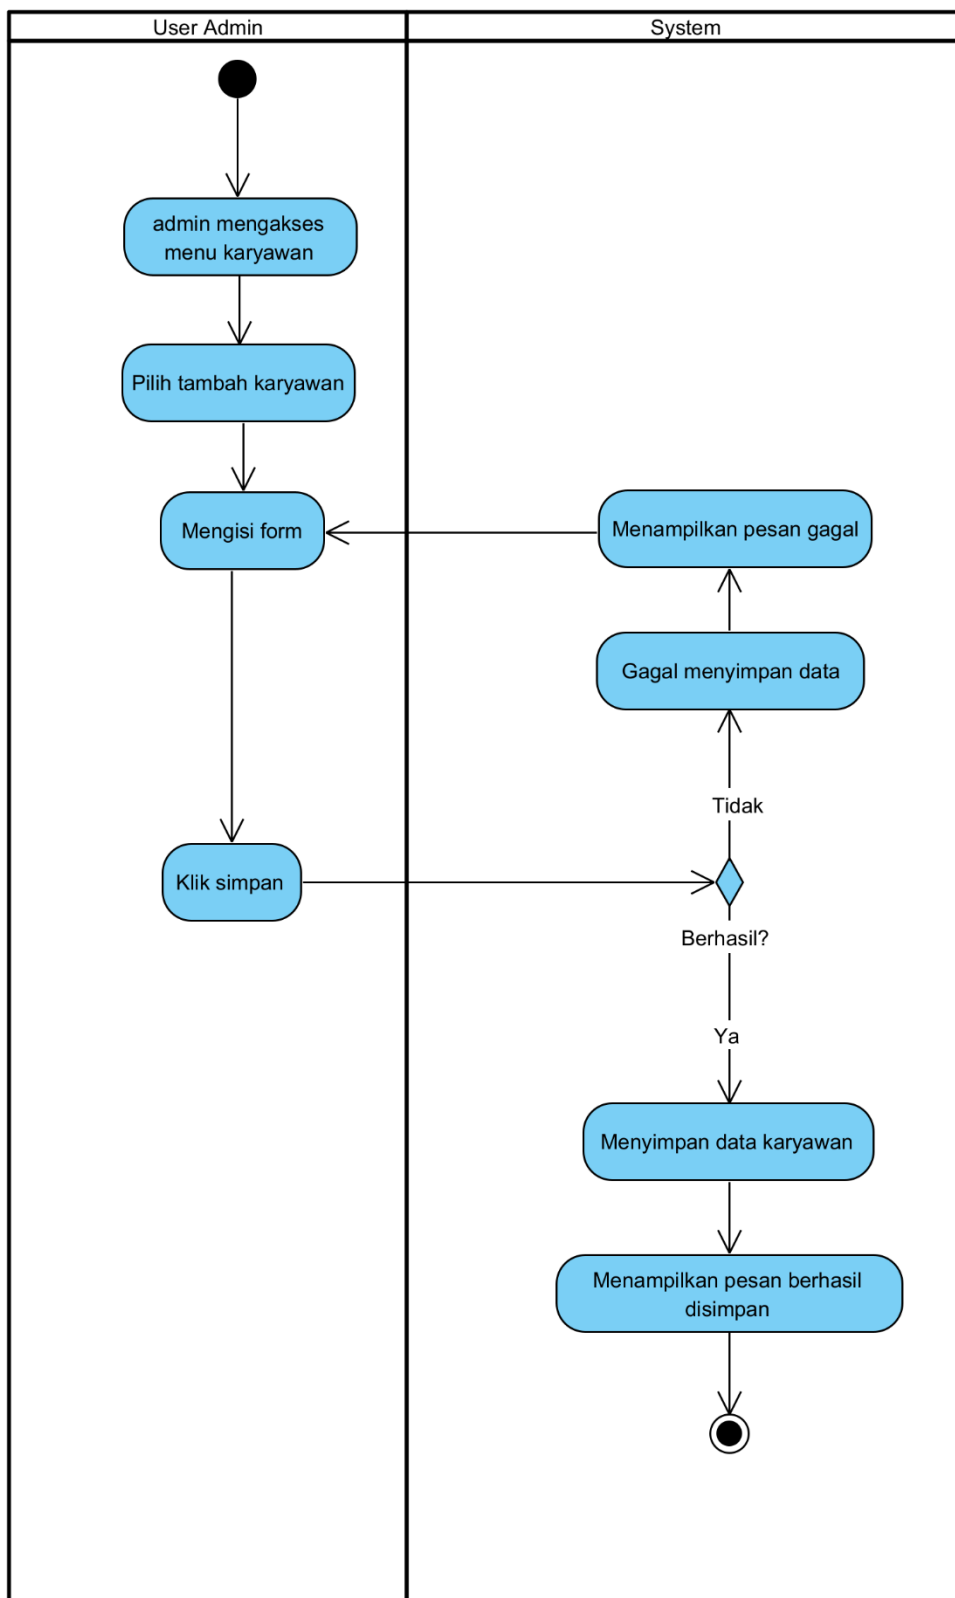 User Admin
System
admin mengakses
menu karyawan
Pilih tambah karyawan
Mengisi form
Menampilkan pesan gagal
Gagal menyimpan data
Tidak
Klik simpan
Berhasil?
Ya
Menyimpan data karyawan
Menampilkan pesan berhasil
disimpan